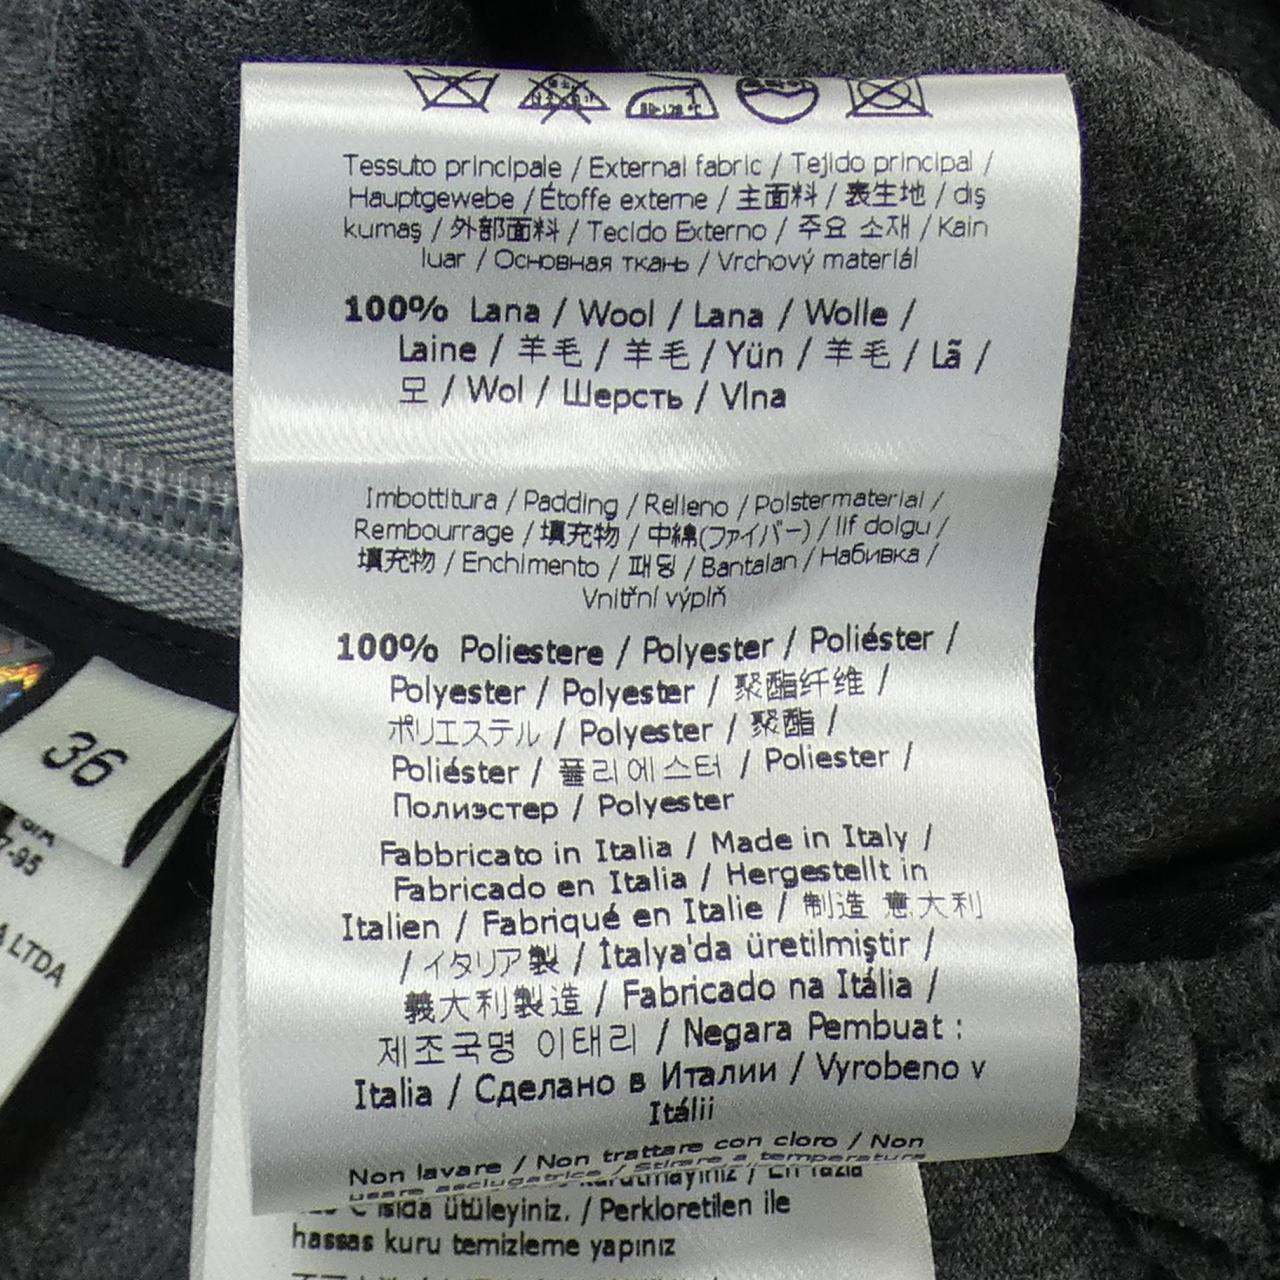 Tessuto principale / External fabric / Tejido principal /
Hauptgewebe / Étoffe externe / 主面料 / 表生地 / dış
kumaş / 外部面料 / Tecido Externo / 주요 소재 / Kain
luar / Основная ткань / Vrchový materiál
100% Lana / Wool / Lana / Wolle /
Laine / 羊毛 / 羊毛 / Yün / 羊毛 / Lã /
모 / Wol / Шерсть / Vlna
Imbottitura / Padding / Relleno / Polstermaterial /
Rembourrage / 填充物 / 中綿(ファイバー) / lif dolgu /
填充物 / Enchimento / 패딩 / Bantalan / Набивка /
Vnitřní výplň
100% Poliestere / Polyester / Poliéster /
Polyester / Polyester / 聚酯纤维 /
ポリエステル / Polyester / 聚酯 /
Poliéster / 폴리에스터 / Poliester /
Полиэстер / Polyester
Fabbricato in Italia / Made in Italy /
Fabricado en Italia / Hergestellt in
Italien / Fabriqué en Italie / 制造 意大利
/ イタリア製 / İtalya'da üretilmiştir /
義大利製造 / Fabricado na Itália /
제조국명 이태리 / Negara Pembuat :
Italia / Сделано в Италии / Vyrobeno v
Itálii
Non lavare / Non trattare con cloro / Non
usare asciugatrice / Stirare a temperatura
ısıda ütüleyiniz. / Perkloretilen ile
hassas kuru temizleme yapınız
36
7-95
A LTDA